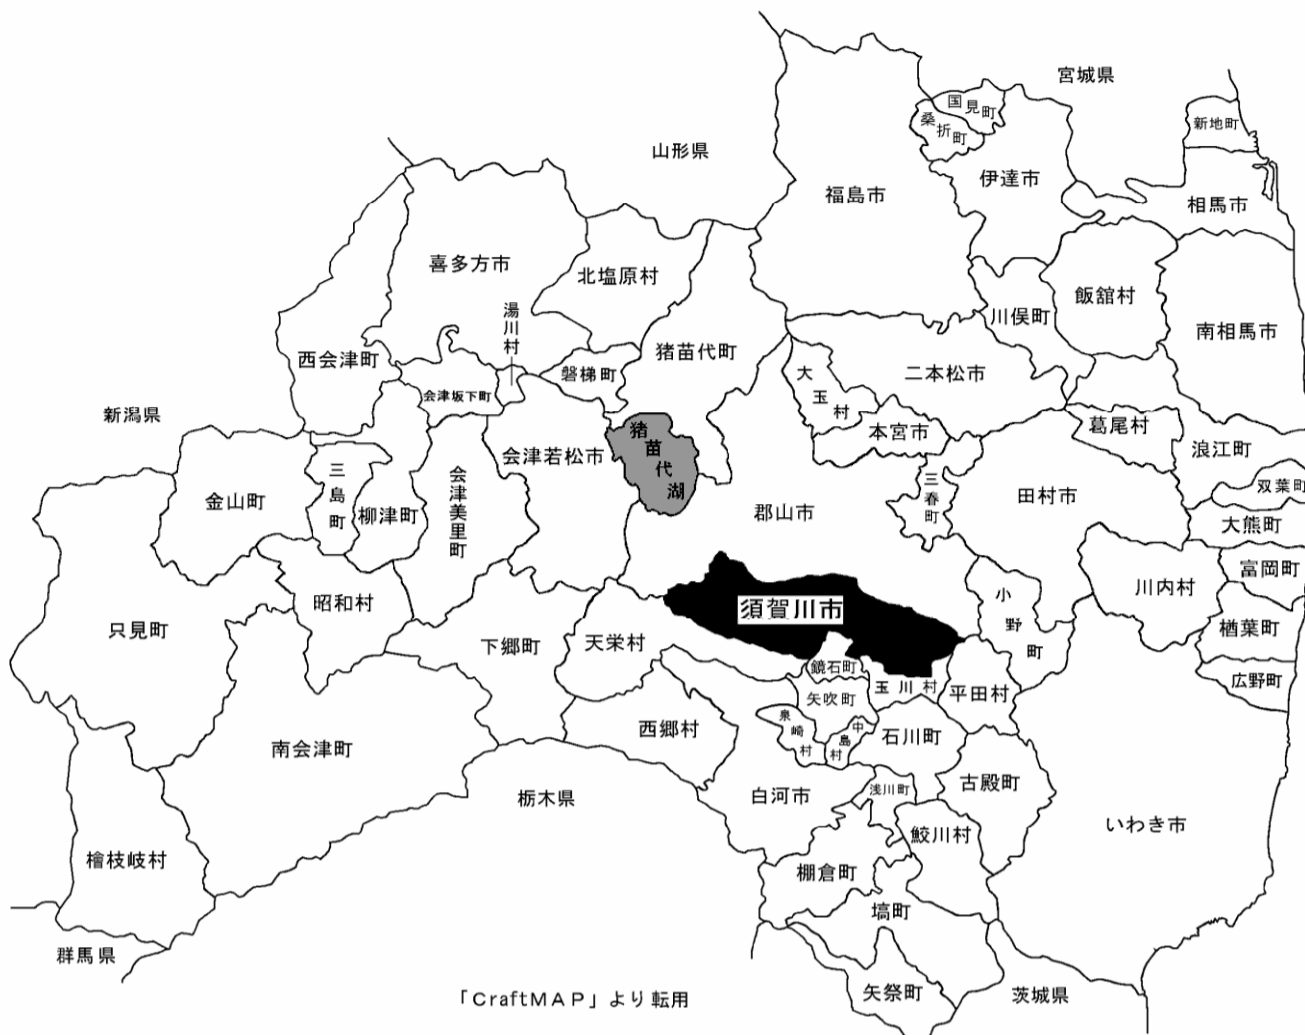 宮城県
国見町
桑折町
新地町
山形県
伊達市
福島市
相馬市
喜多方市
北塩原村
飯舘村
湯川村
川俣町
南相馬市
西会津町
猪苗代町
磐梯町
大玉村
二本松市
会津坂下町
新潟県
葛尾村
本宮市
猪苗代湖
浪江町
会津若松市
三島町
会津美里町
三春町
双葉町
金山町
柳津町
田村市
郡山市
大熊町
富岡町
川内村
昭和村
小野町
須賀川市
只見町
下郷町
天栄村
楢葉町
鏡石町
玉川村
平田村
広野町
矢吹町
泉崎村
中島村
西郷村
石川町
南会津町
古殿町
栃木県
白河市
浅川町
いわき市
鮫川村
檜枝岐村
棚倉町
塙町
群馬県
「CraftMAP」より転用
矢祭町
茨城県